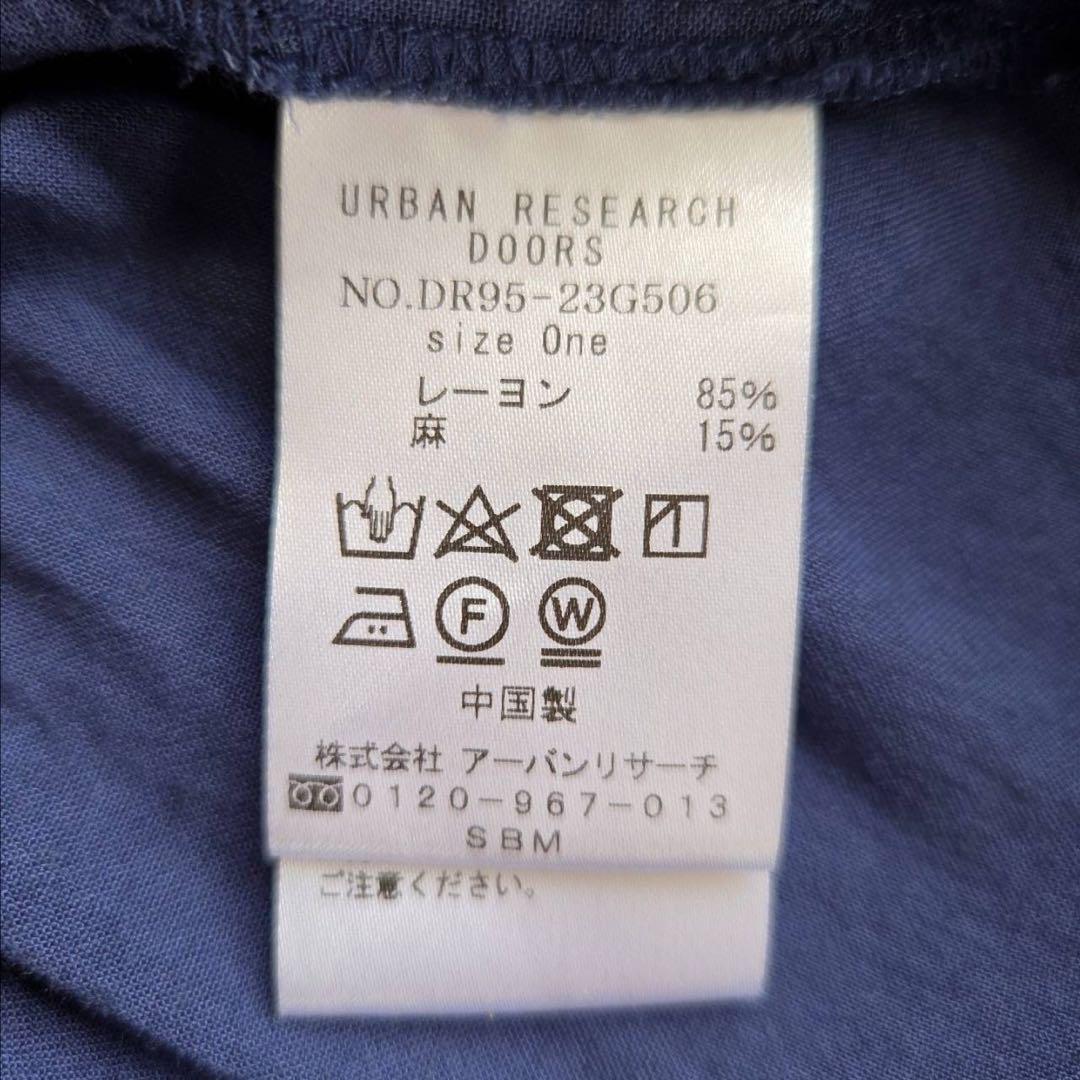 URBAN RESEARCH
DOORS
NO.DR95-23G506
size One
レーヨン 85%
麻 15%
F W
中国製
株式会社 アーバンリサーチ
0120-967-013
SBM
ご注意ください。